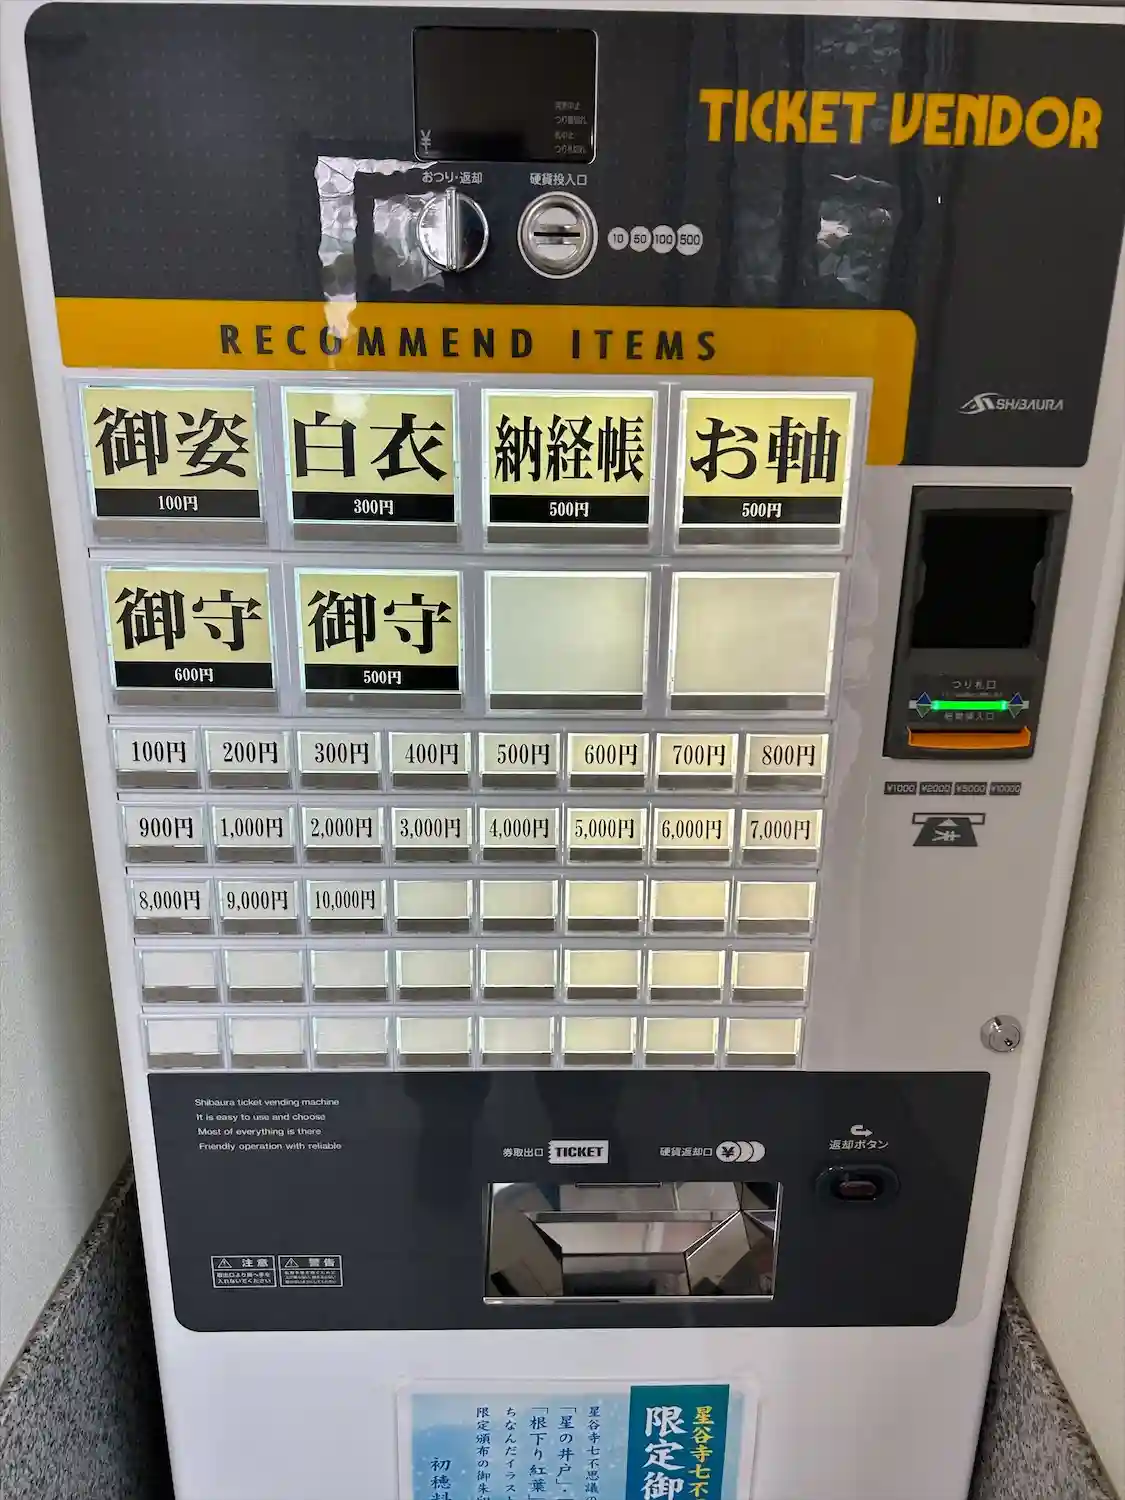 TICKET VENDOR
¥
おつり・返却
硬貨投入口
10 50 100 500
RECOMMEND ITEMS
SHIBAURA
御姿 白衣 納経帳 お軸
100円 300円 500円 500円
御守 御守
600円 500円
つり札口
100円 200円 300円 400円 500円 600円 700円 800円
¥1000 ¥2000 ¥5000 ¥10000
900円 1,000円 2,000円 3,000円 4,000円 5,000円 6,000円 7,000円
8,000円 9,000円 10,000円
Shibaura ticket vending machine
It is easy to use and choose
Most of everything is there
Friendly operation with reliable
券取出口 TICKET
硬貨返却口 ¥
返却ボタン
注意
警告
星谷寺七不
限定御
星谷寺七不思議の
「星の井戸」・
「根下り紅葉」
ちなんだイラスト
限定頒布の御朱印
初穂料